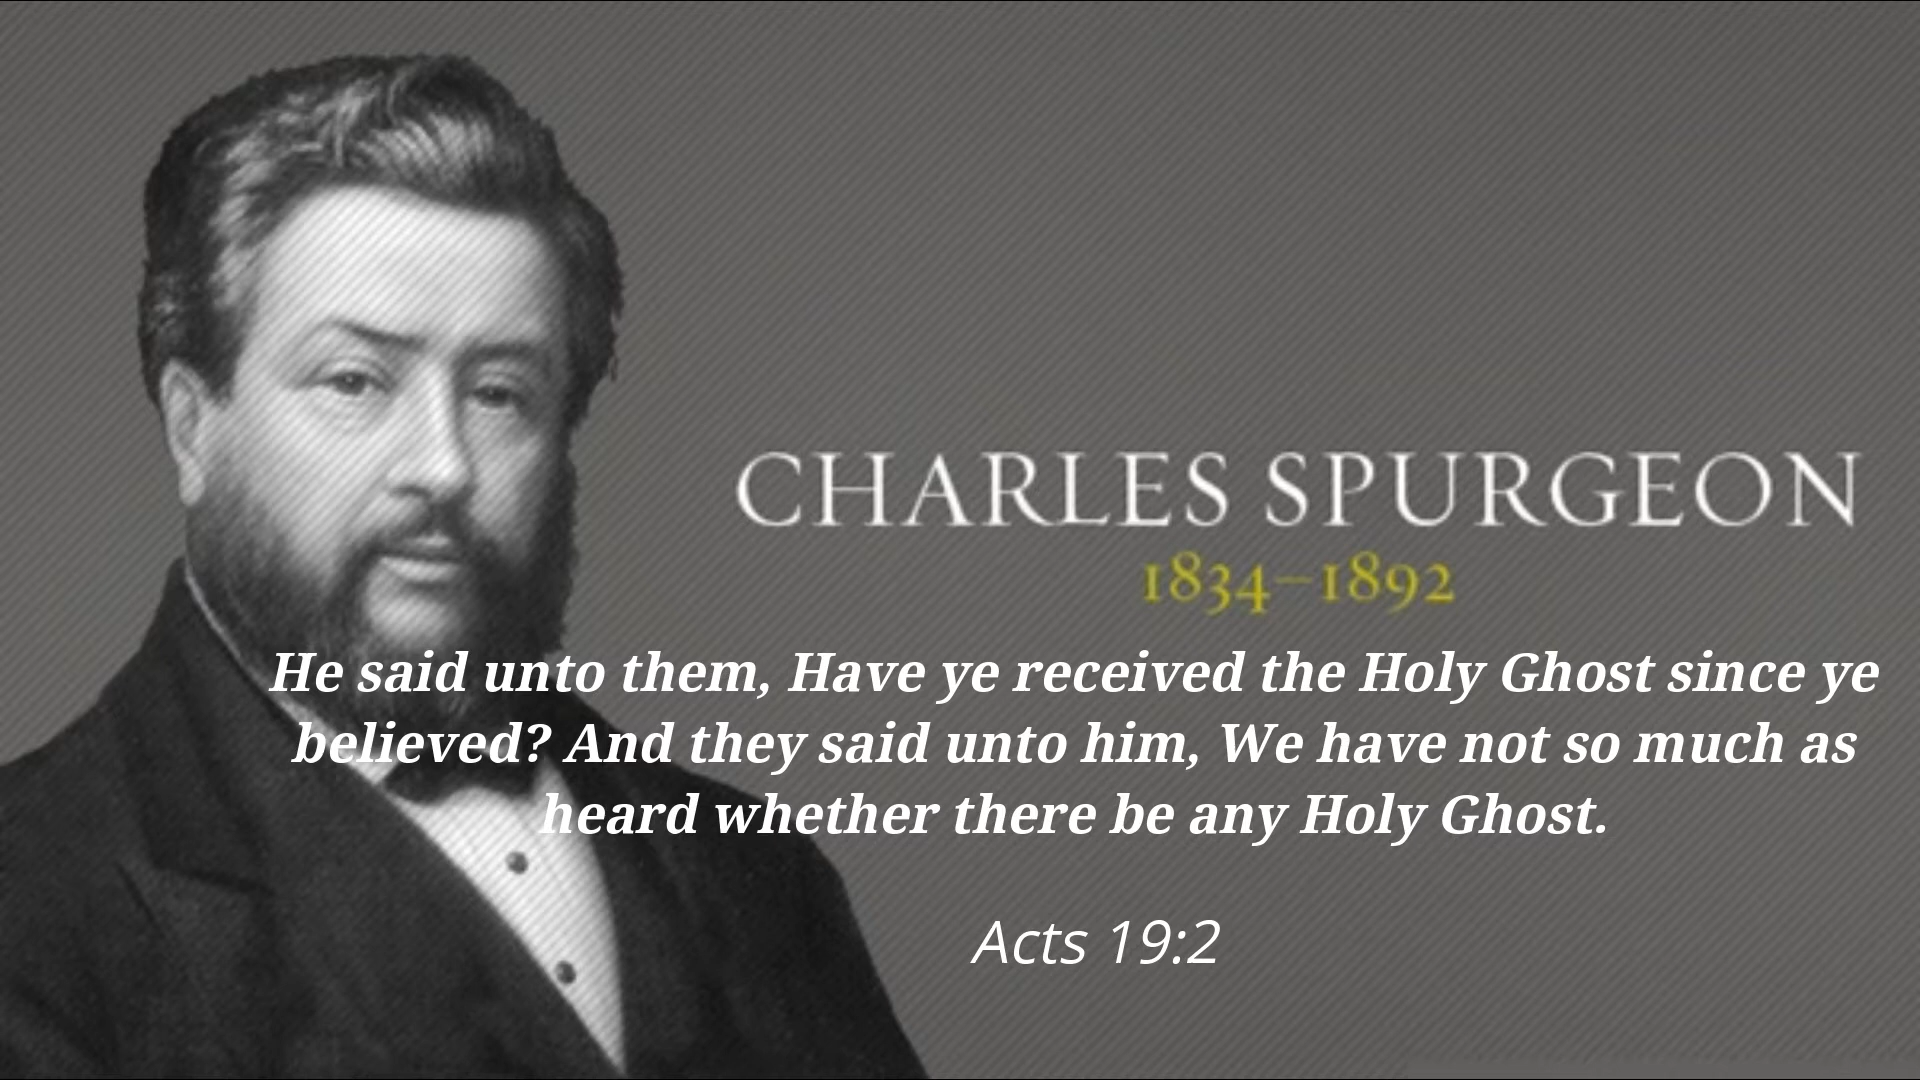 CHARLES SPURGEON
1834–1892
He said unto them, Have ye received the Holy Ghost since ye
believed? And they said unto him, We have not so much as
heard whether there be any Holy Ghost.
Acts 19:2